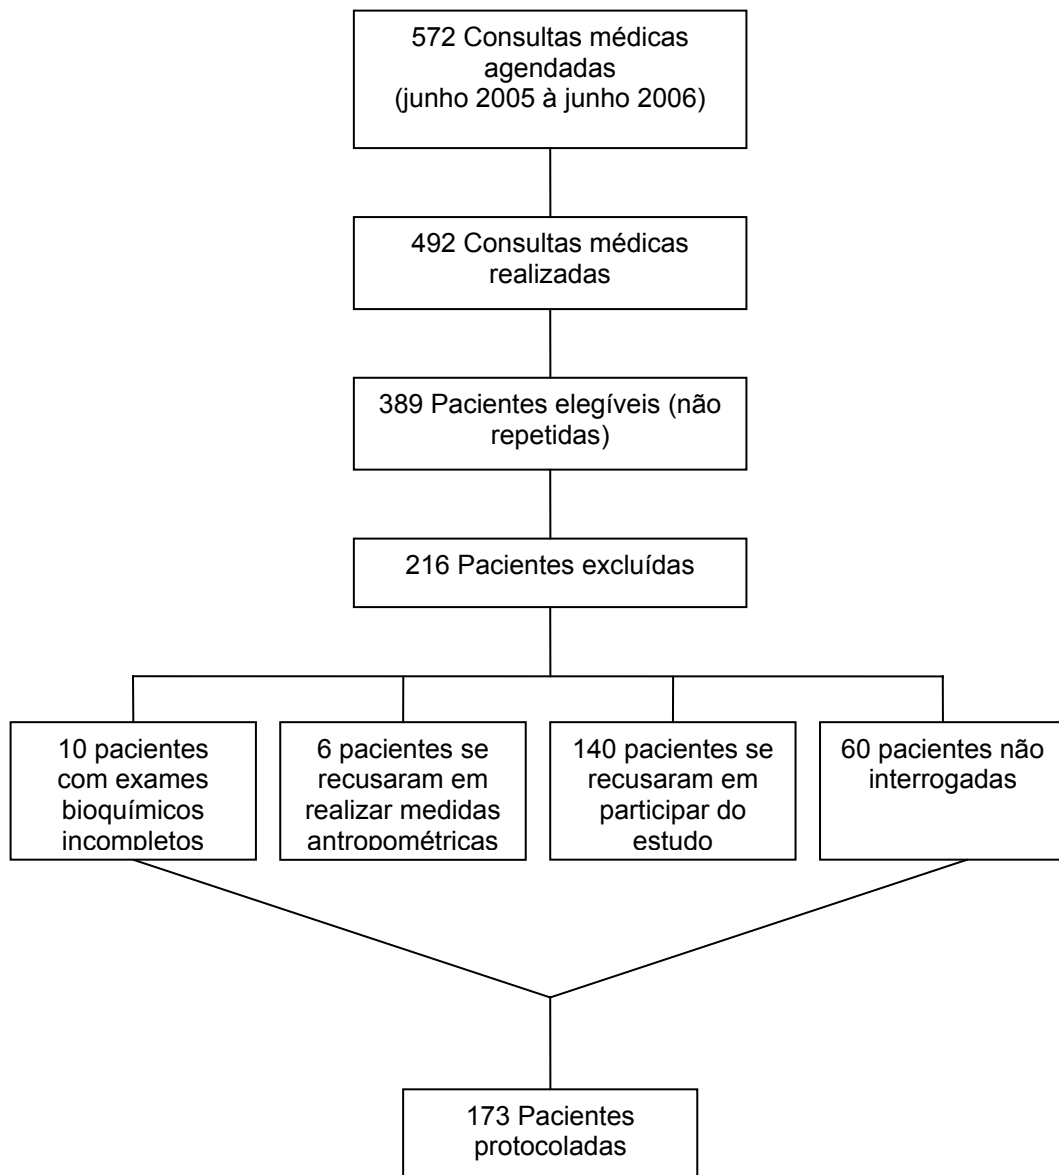 572 Consultas médicas
agendadas
(junho 2005 à junho 2006)
492 Consultas médicas
realizadas
389 Pacientes elegíveis (não
repetidas)
216 Pacientes excluídas
10 pacientes
com exames
bioquímicos
incompletos
6 pacientes se
recusaram em
realizar medidas
antropométricas
140 pacientes se
recusaram em
participar do
estudo
60 pacientes não
interrogadas
173 Pacientes
protocoladas